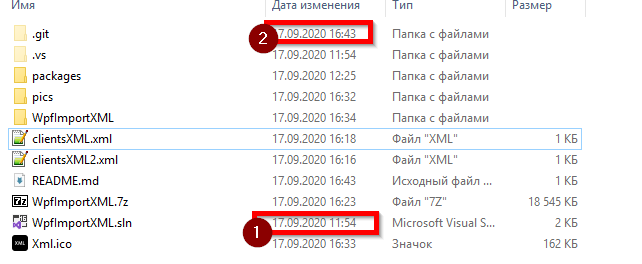 Имя Дата изменения Тип Размер
.git 17.09.2020 16:43 Папка с файлами
2
.vs 17.09.2020 11:54 Папка с файлами
packages 17.09.2020 12:25 Папка с файлами
pics 17.09.2020 16:32 Папка с файлами
WpfImportXML 17.09.2020 16:34 Папка с файлами
clientsXML.xml 17.09.2020 16:18 Файл "XML" 1 КБ
clientsXML2.xml 17.09.2020 16:16 Файл "XML" 1 КБ
README.md 17.09.2020 16:43 Исходный файл ... 1 КБ
WpfImportXML.7z 17.09.2020 16:23 Файл "7Z" 18 545 КБ
WpfImportXML.sln 17.09.2020 11:54 Microsoft Visual S... 2 КБ
1
Xml.ico 17.09.2020 16:33 Значок 162 КБ